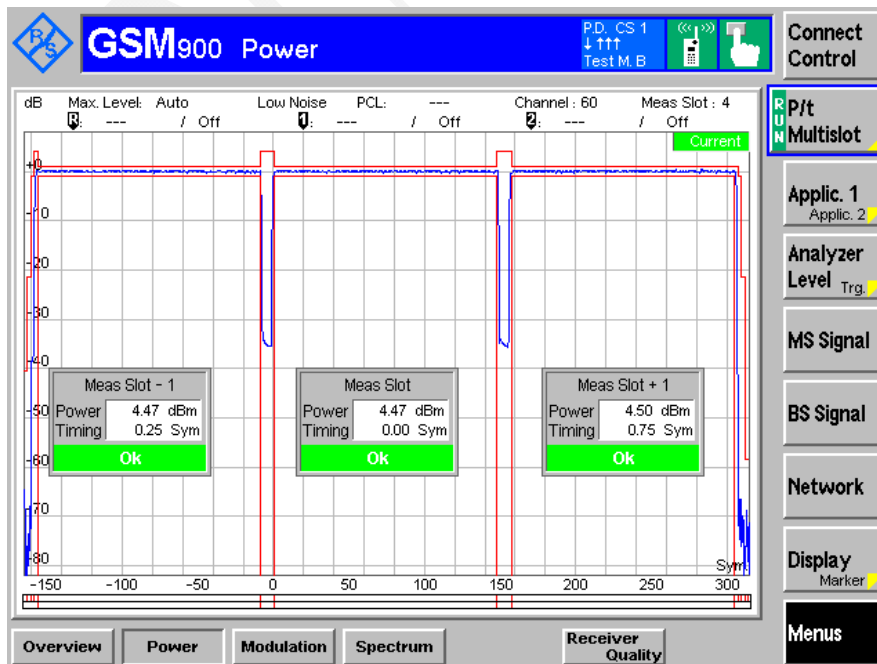 R/S
GSM900 Power
P.D. CS 1
↓ ↑↑↑
Test M. B
Connect Control
dB Max. Level: Auto Low Noise PCL: --- Channel : 60 Meas Slot : 4
R: --- / Off 1: --- / Off 2: --- / Off
Current
RUN
P/t Multislot
Applic. 1
Applic. 2
Analyzer Level Trg.
MS Signal
BS Signal
Network
Display
Marker
Menus
+0
-10
-20
-30
-40
-50
-60
-70
-80
Meas Slot - 1
Power 4.47 dBm
Timing 0.25 Sym
Ok
Meas Slot
Power 4.47 dBm
Timing 0.00 Sym
Ok
Meas Slot + 1
Power 4.50 dBm
Timing 0.75 Sym
Ok
Sym
-150 -100 -50 0 50 100 150 200 250 300
Overview Power Modulation Spectrum Receiver Quality